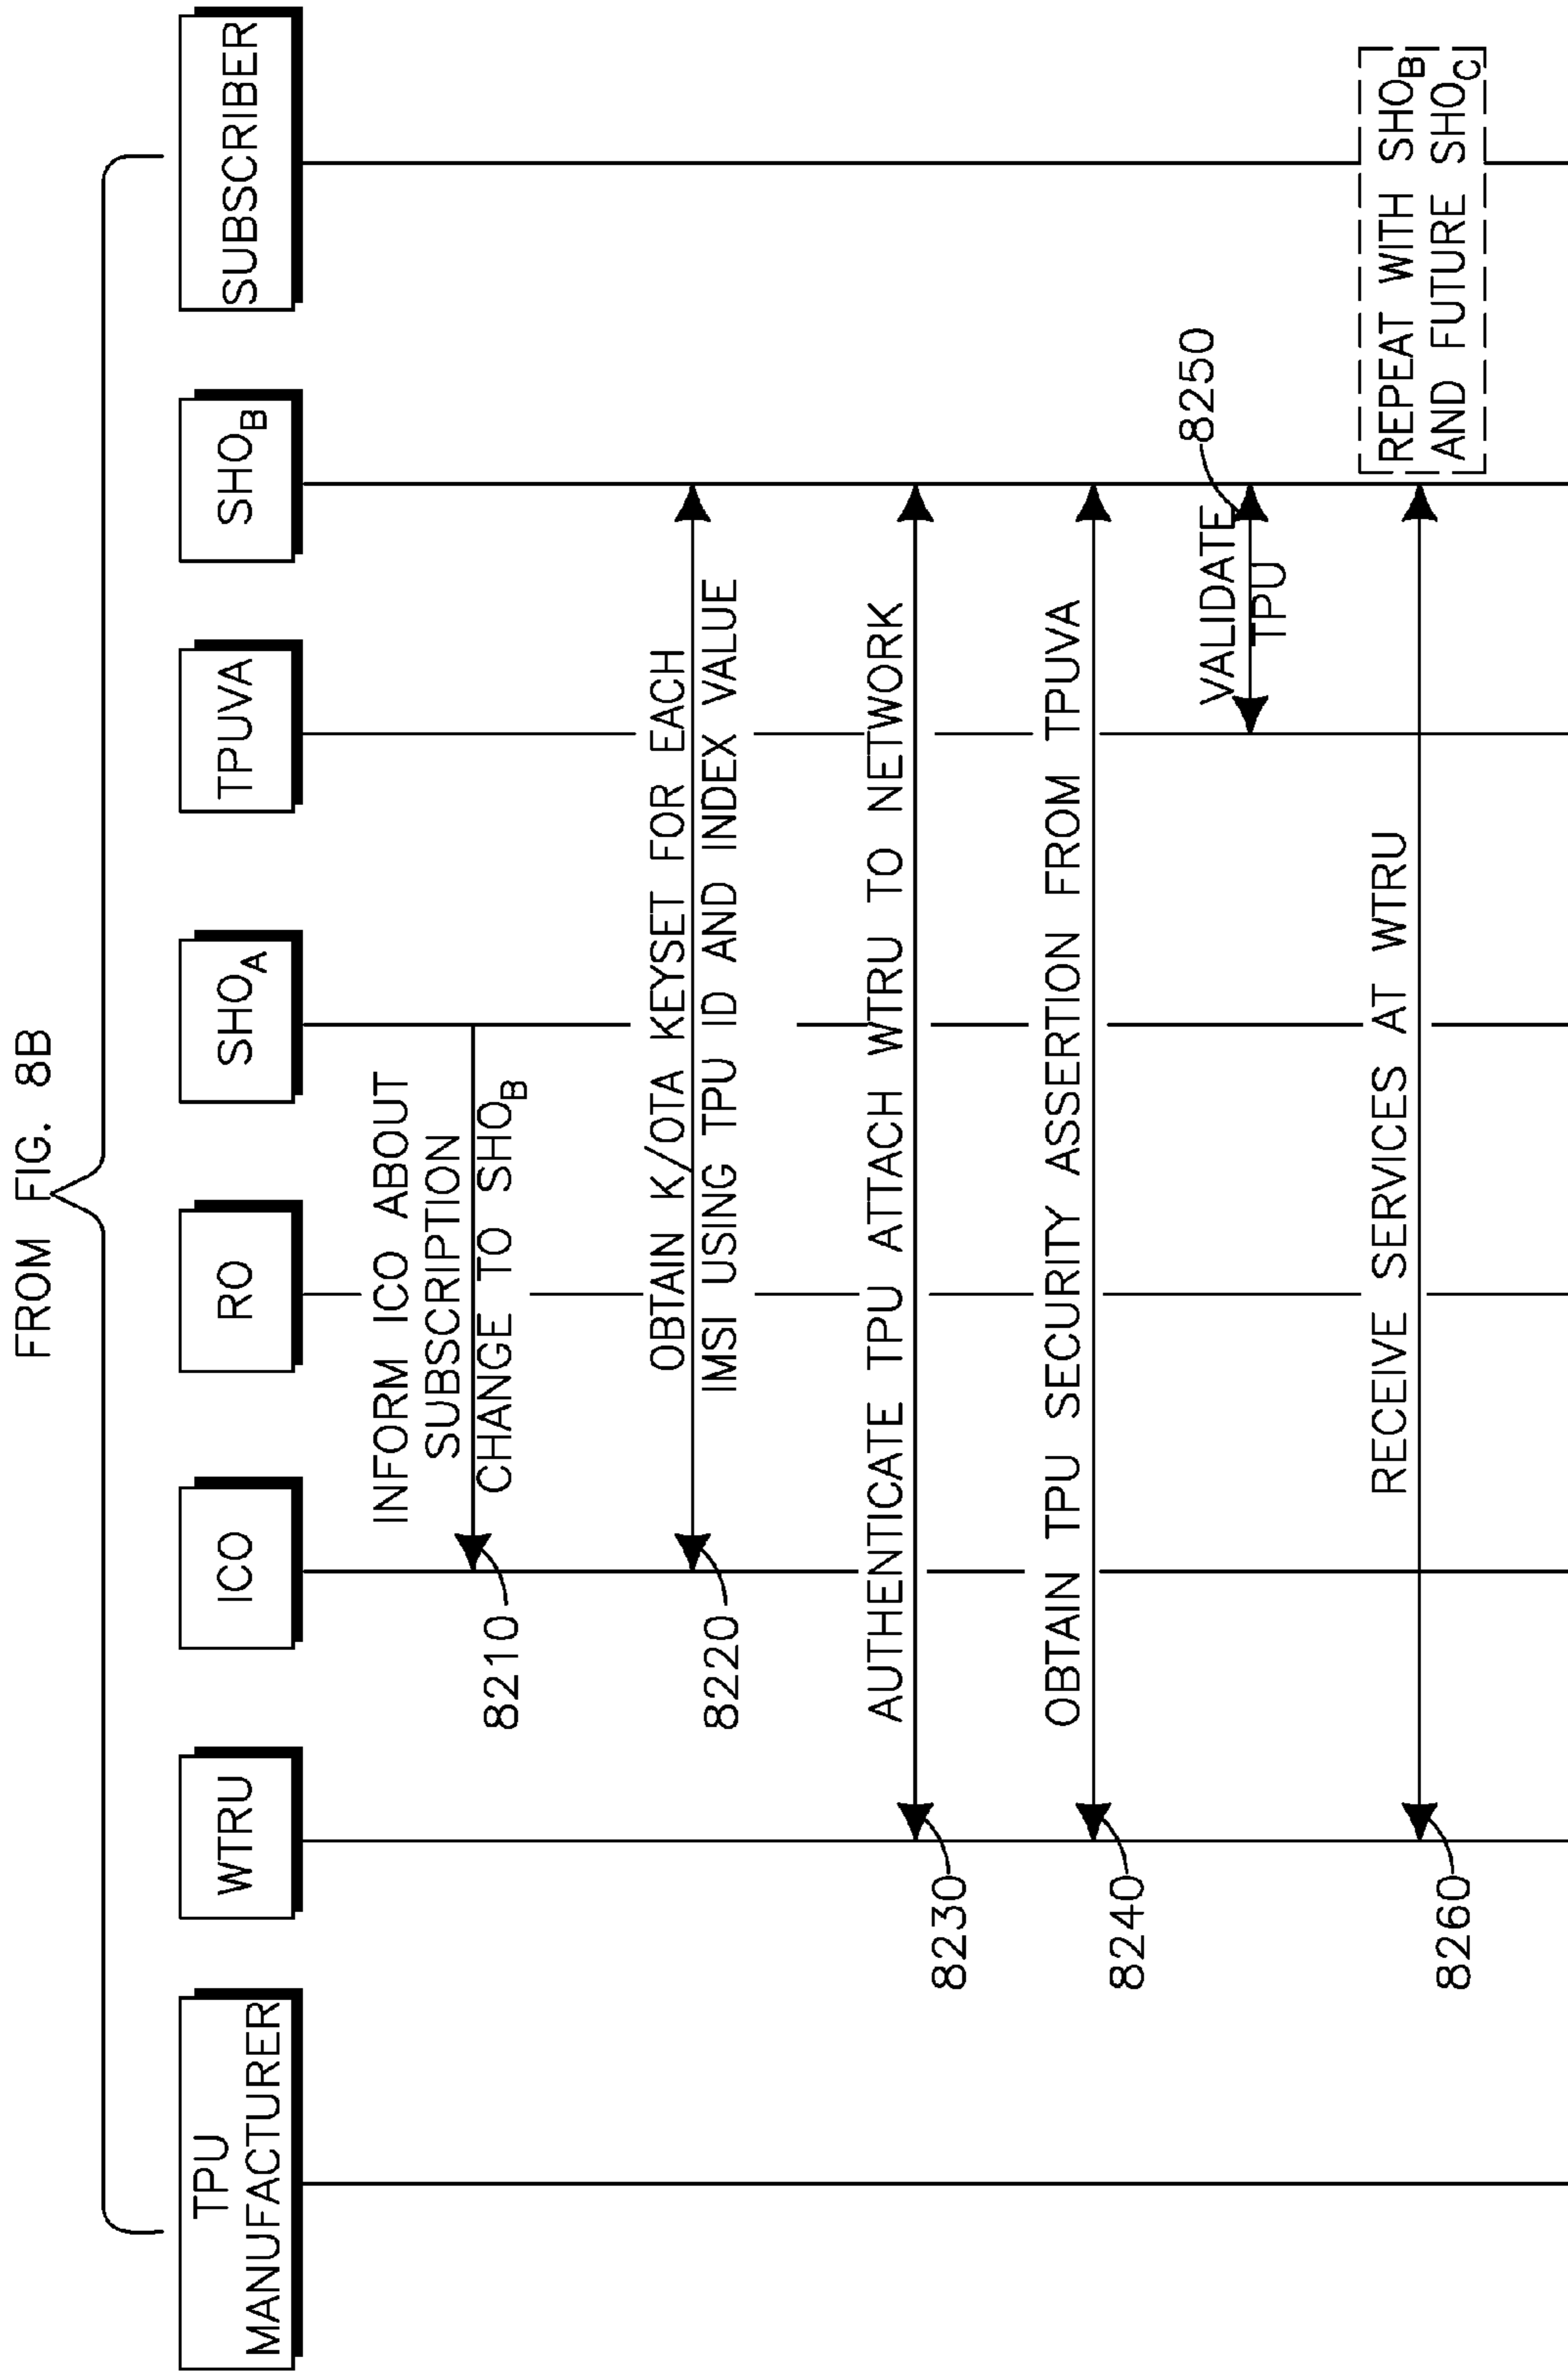 FROM FIG. 8B
TPU
MANUFACTURER
WTRU
ICO
RO
SHOA
TPUVA
SHOB
SUBSCRIBER
INFORM ICO ABOUT
SUBSCRIPTION
CHANGE TO SHOB
8210
OBTAIN K/OTA KEYSET FOR EACH
IMSI USING TPU ID AND INDEX VALUE
8220
AUTHENTICATE TPU ATTACH WTRU TO NETWORK
8230
OBTAIN TPU SECURITY ASSERTION FROM TPUVA
8240
VALIDATE
TPU
8250
RECEIVE SERVICES AT WTRU
8260
REPEAT WITH SHOB
AND FUTURE SHOC